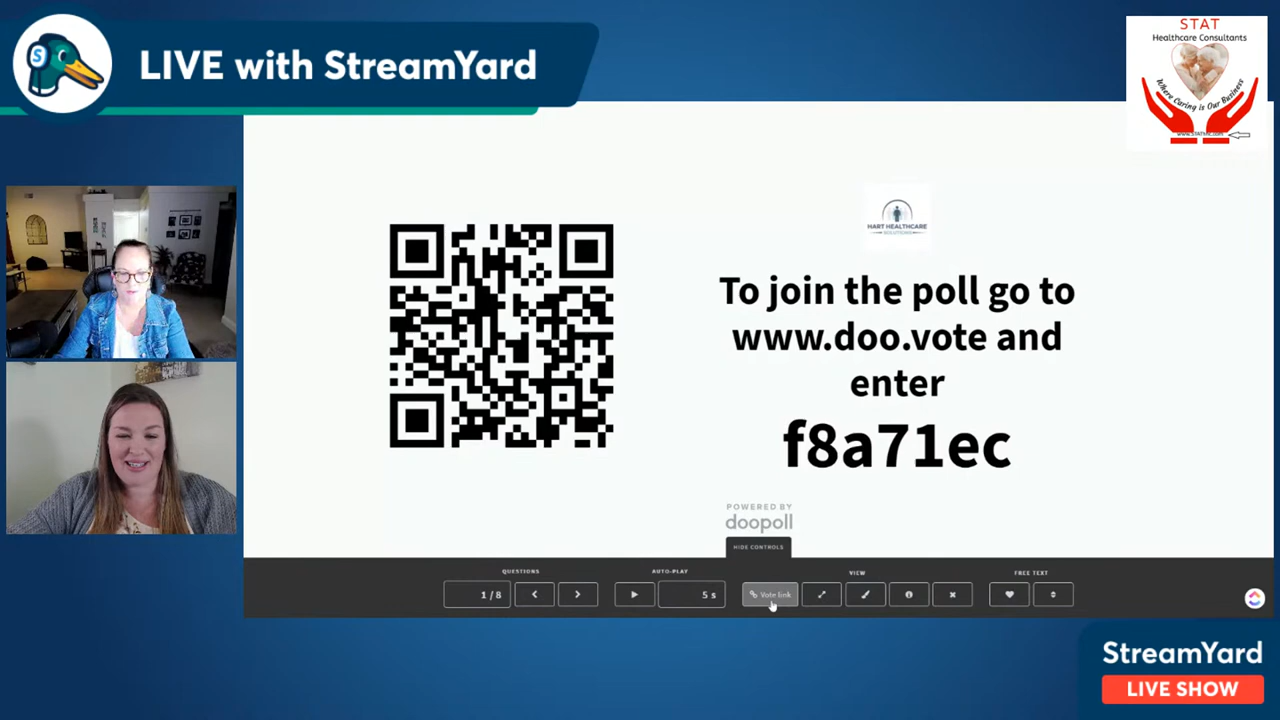 S
LIVE with StreamYard
STAT
Healthcare Consultants
Where Caring is Our Business
HART HEALTHCARE
SOLUTIONS
To join the poll go to
www.doo.vote and
enter
f8a71ec
POWERED BY
doopoll
HIDE CONTROLS
QUESTIONS
AUTO-PLAY
VIEW
FREE TEXT
1 / 8
5 s
Vote link
StreamYard
LIVE SHOW